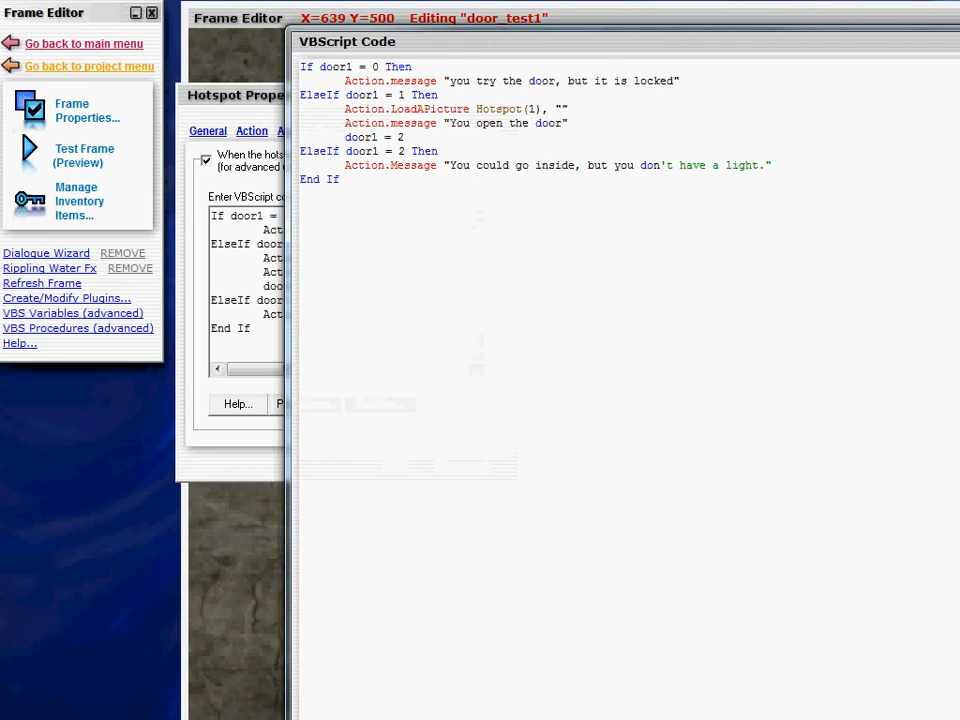 Frame Editor
Go back to main menu
Go back to project menu
Frame
Properties...
Test Frame
(Preview)
Manage
Inventory
Items...
Dialogue Wizard REMOVE
Rippling Water Fx REMOVE
Refresh Frame
Create/Modify Plugins...
VBS Variables (advanced)
VBS Procedures (advanced)
Help...
Frame Editor X=639 Y=500 Editing "door_test1"
Hotspot Prope
General Action A
When the hots
(for advanced
Enter VBScript co
If door1 =
Act
ElseIf door
Act
Act
doo
ElseIf door
Act
End If
Help... P
VBScript Code
If door1 = 0 Then
Action.message "you try the door, but it is locked"
ElseIf door1 = 1 Then
Action.LoadAPicture Hotspot(1), ""
Action.message "You open the door"
door1 = 2
ElseIf door1 = 2 Then
Action.Message "You could go inside, but you don't have a light."
End If